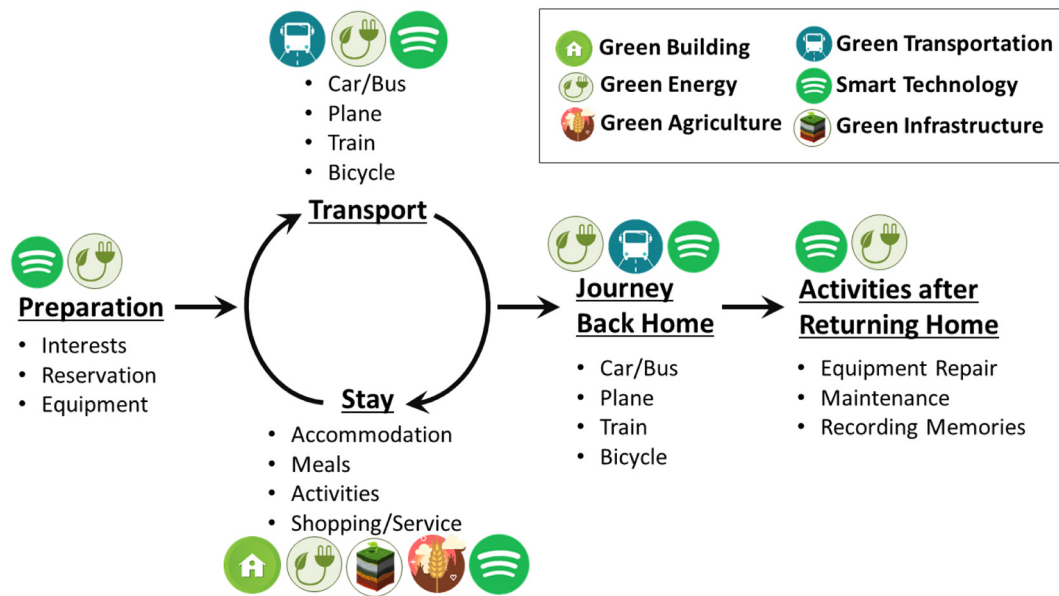 Green Building
Green Transportation
Green Energy
Smart Technology
Green Agriculture
Green Infrastructure
• Car/Bus
• Plane
• Train
• Bicycle
Transport
Preparation
• Interests
• Reservation
• Equipment
Stay
• Accommodation
• Meals
• Activities
• Shopping/Service
Journey
Back Home
• Car/Bus
• Plane
• Train
• Bicycle
Activities after
Returning Home
• Equipment Repair
• Maintenance
• Recording Memories